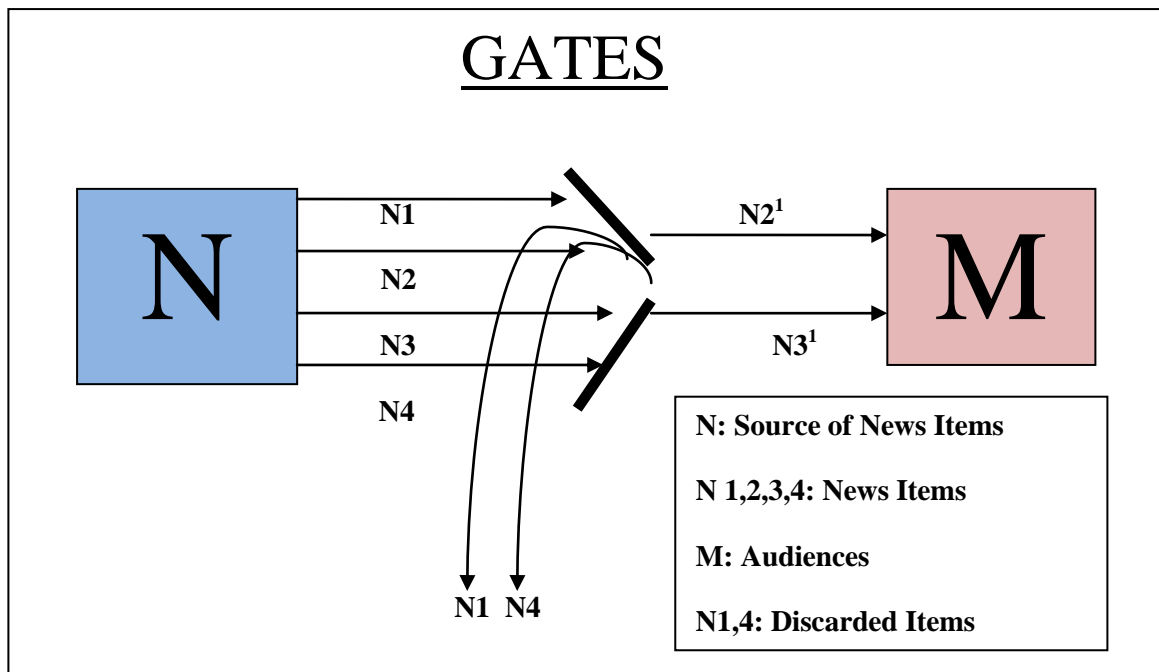 GATES
N
N1
N2
N3
N4
N2¹
N3¹
M
N1 N4
N: Source of News Items
N 1,2,3,4: News Items
M: Audiences
N1,4: Discarded Items